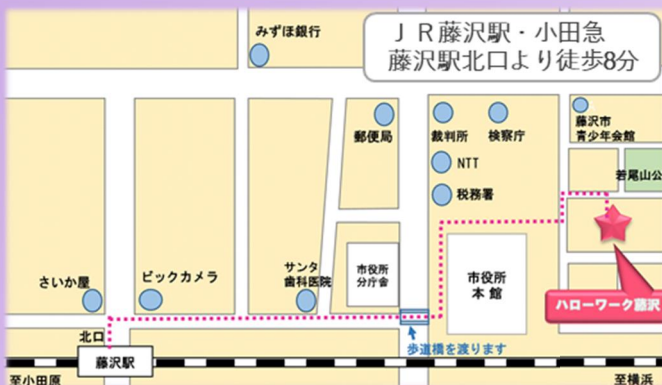 みずほ銀行
ＪＲ藤沢駅・小田急
藤沢駅北口より徒歩8分
郵便局
裁判所
検察庁
藤沢市
青少年会館
NTT
若尾山公
税務署
さいか屋
ビックカメラ
サンタ
歯科医院
市役所
分庁舎
市役所
本館
ハローワーク藤沢
北口
歩道橋を渡ります
藤沢駅
至小田原
至横浜